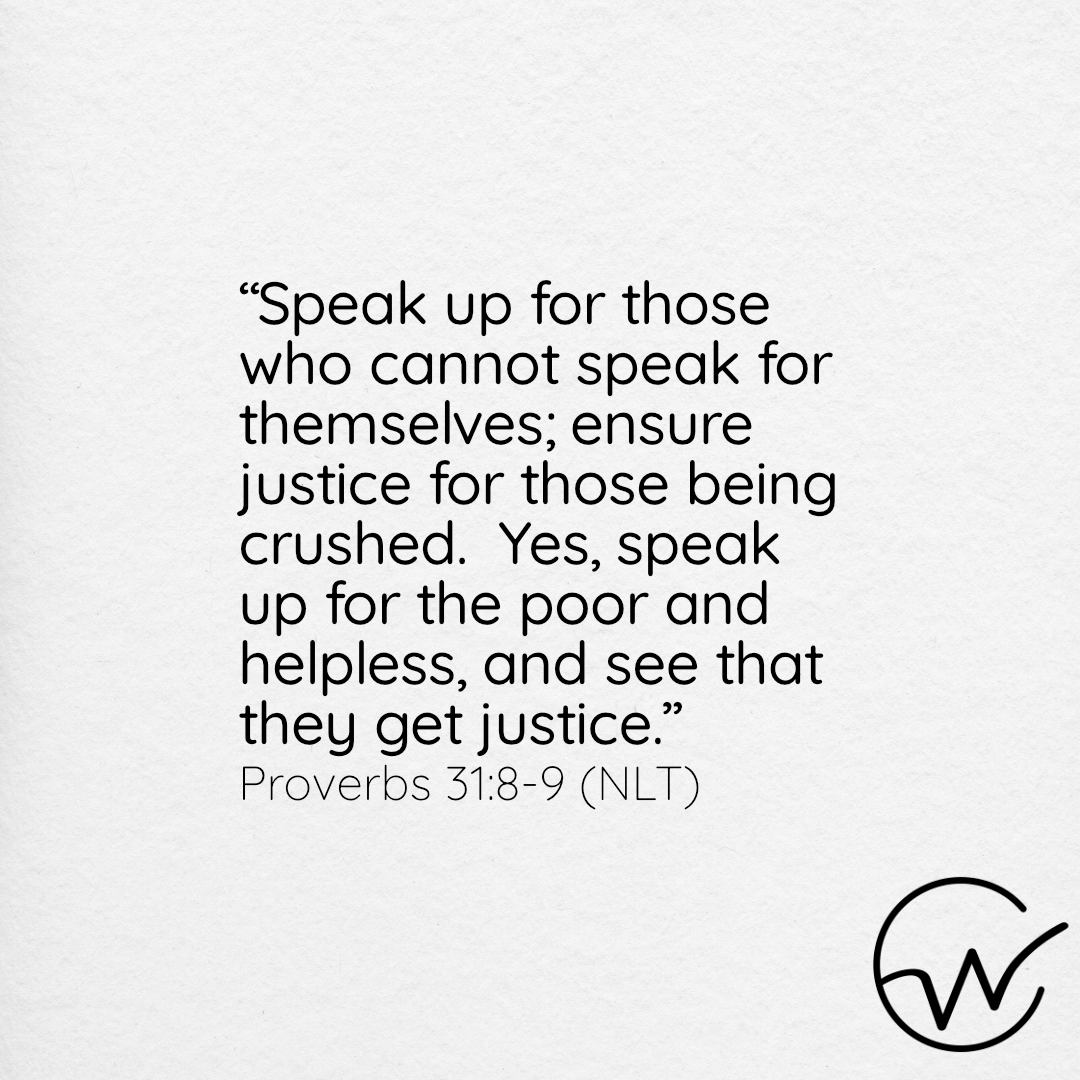 “Speak up for those
who cannot speak for
themselves; ensure
justice for those being
crushed.  Yes, speak
up for the poor and
helpless, and see that
they get justice.”
Proverbs 31:8-9 (NLT)